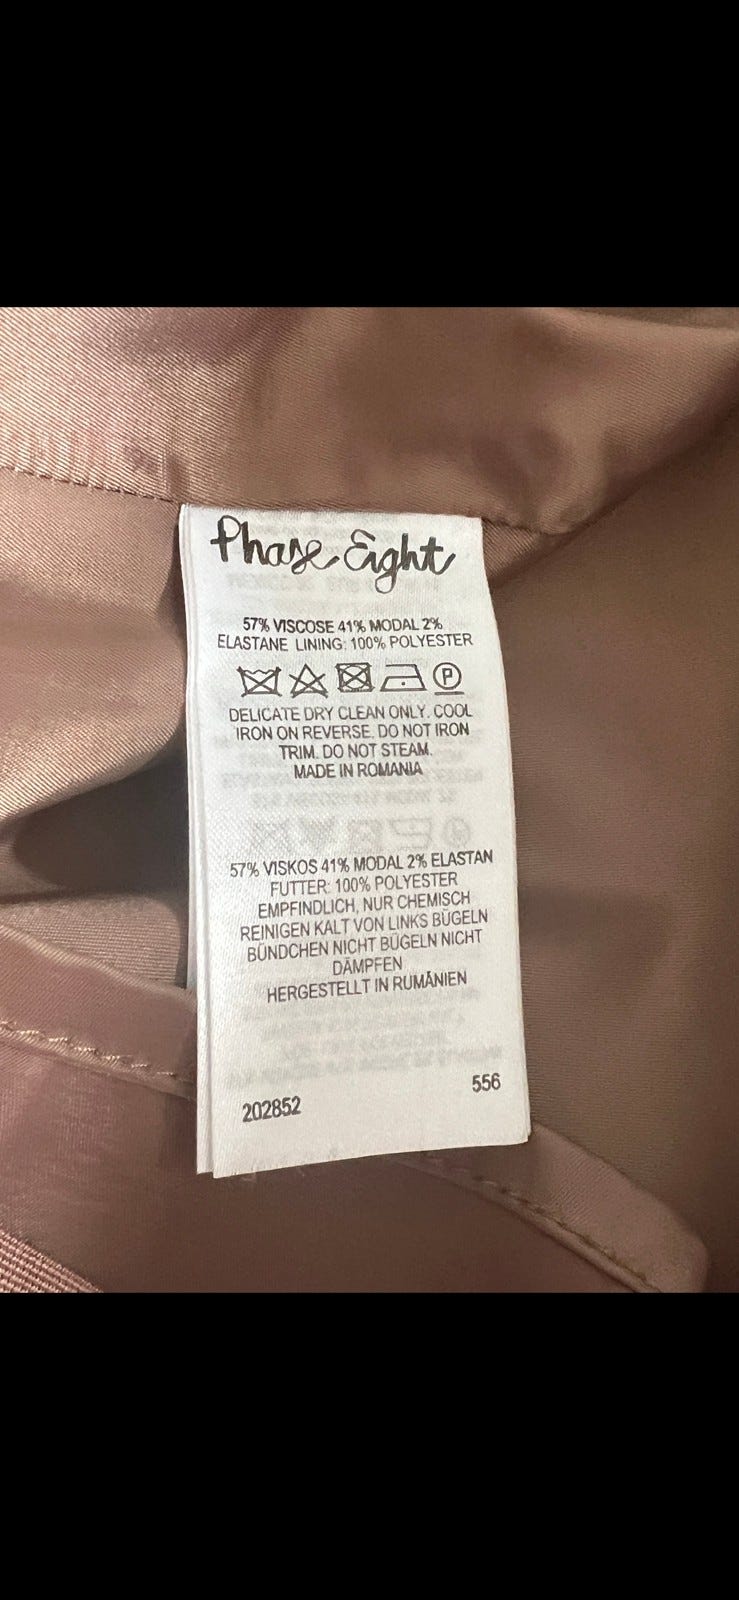 Phase Eight
57% VISCOSE 41% MODAL 2%
ELASTANE LINING: 100% POLYESTER
P
DELICATE DRY CLEAN ONLY. COOL
IRON ON REVERSE. DO NOT IRON
TRIM. DO NOT STEAM.
MADE IN ROMANIA
57% VISKOS 41% MODAL 2% ELASTAN
FUTTER: 100% POLYESTER
EMPFINDLICH, NUR CHEMISCH
REINIGEN KALT VON LINKS BÜGELN
BÜNDCHEN NICHT BÜGELN NICHT
DÄMPFEN
HERGESTELLT IN RUMÄNIEN
556
202852